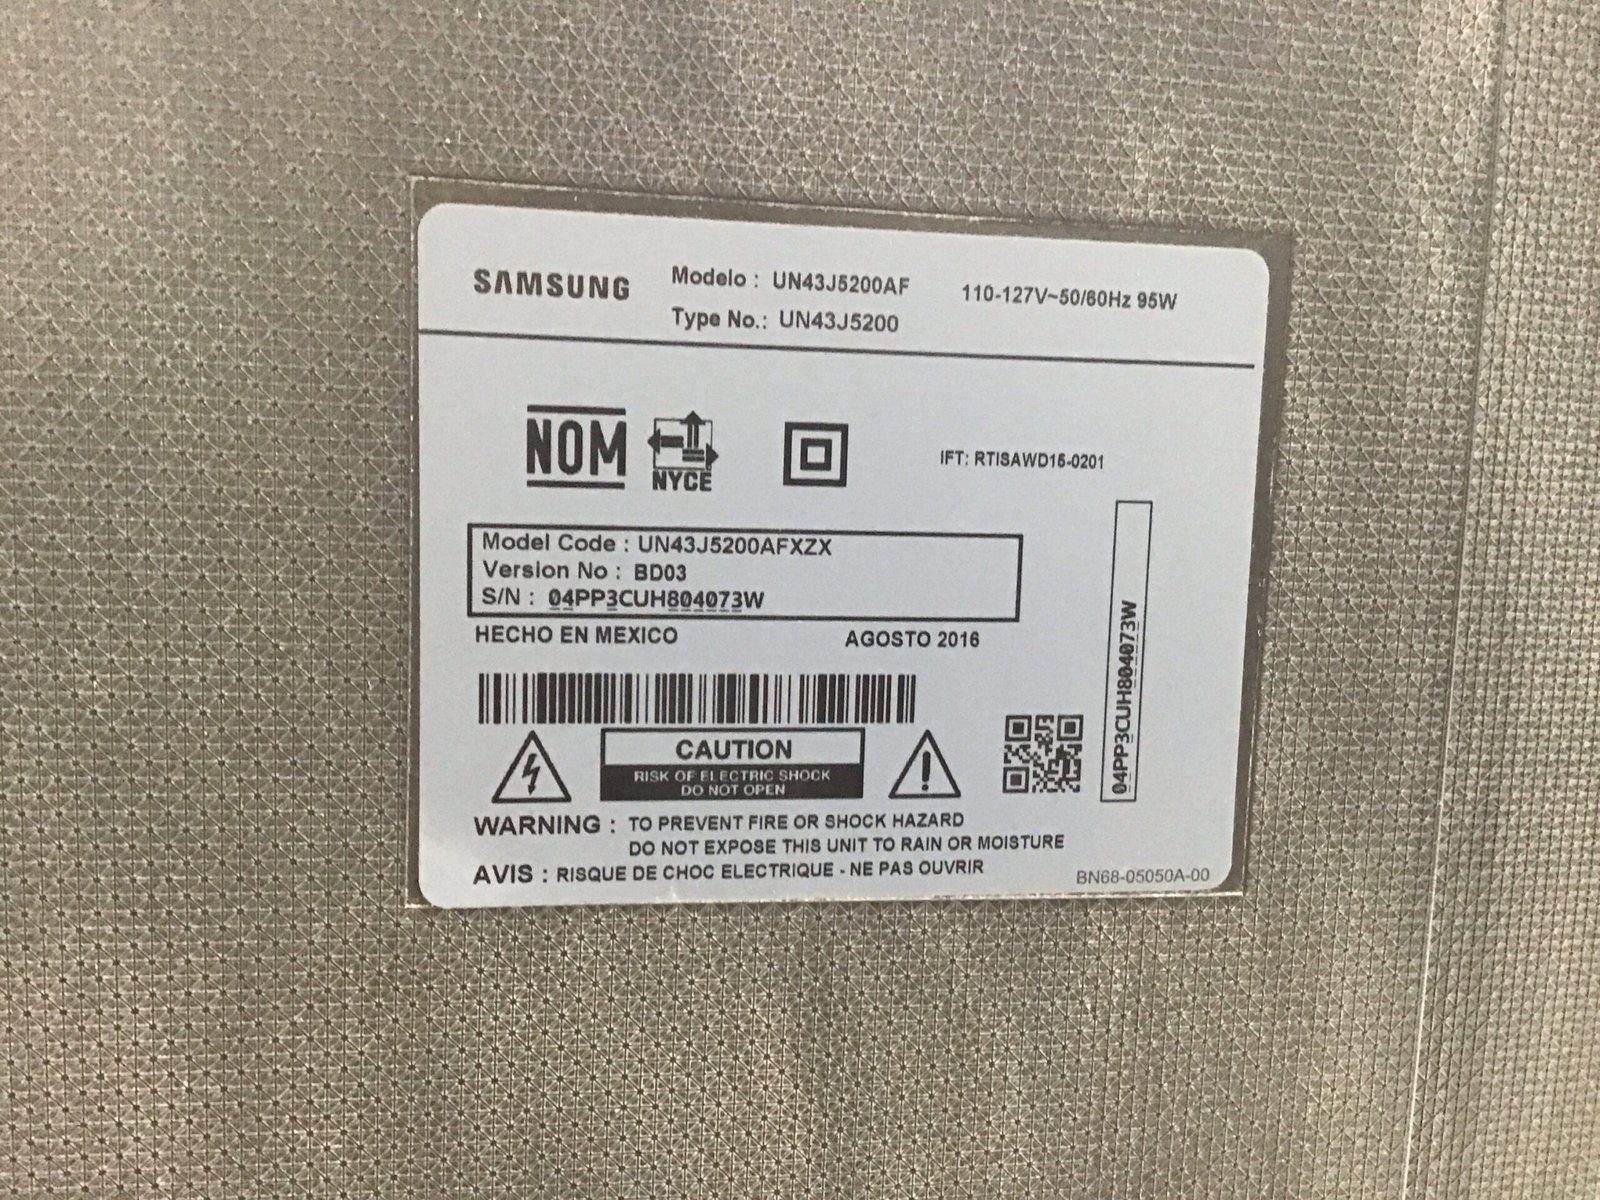 SAMSUNG
Modelo : UN43J5200AF
110-127V~50/60Hz 95W
Type No.: UN43J5200
NOM
NYCE
IFT: RTISAWD15-0201
Model Code : UN43J5200AFXZX
Version No : BD03
S/N : 04PP3CUH804073W
HECHO EN MEXICO
AGOSTO 2016
04PP3CUH804073W
CAUTION
RISK OF ELECTRIC SHOCK
DO NOT OPEN
WARNING : TO PREVENT FIRE OR SHOCK HAZARD
DO NOT EXPOSE THIS UNIT TO RAIN OR MOISTURE
AVIS : RISQUE DE CHOC ELECTRIQUE - NE PAS OUVRIR
BN68-05050A-00